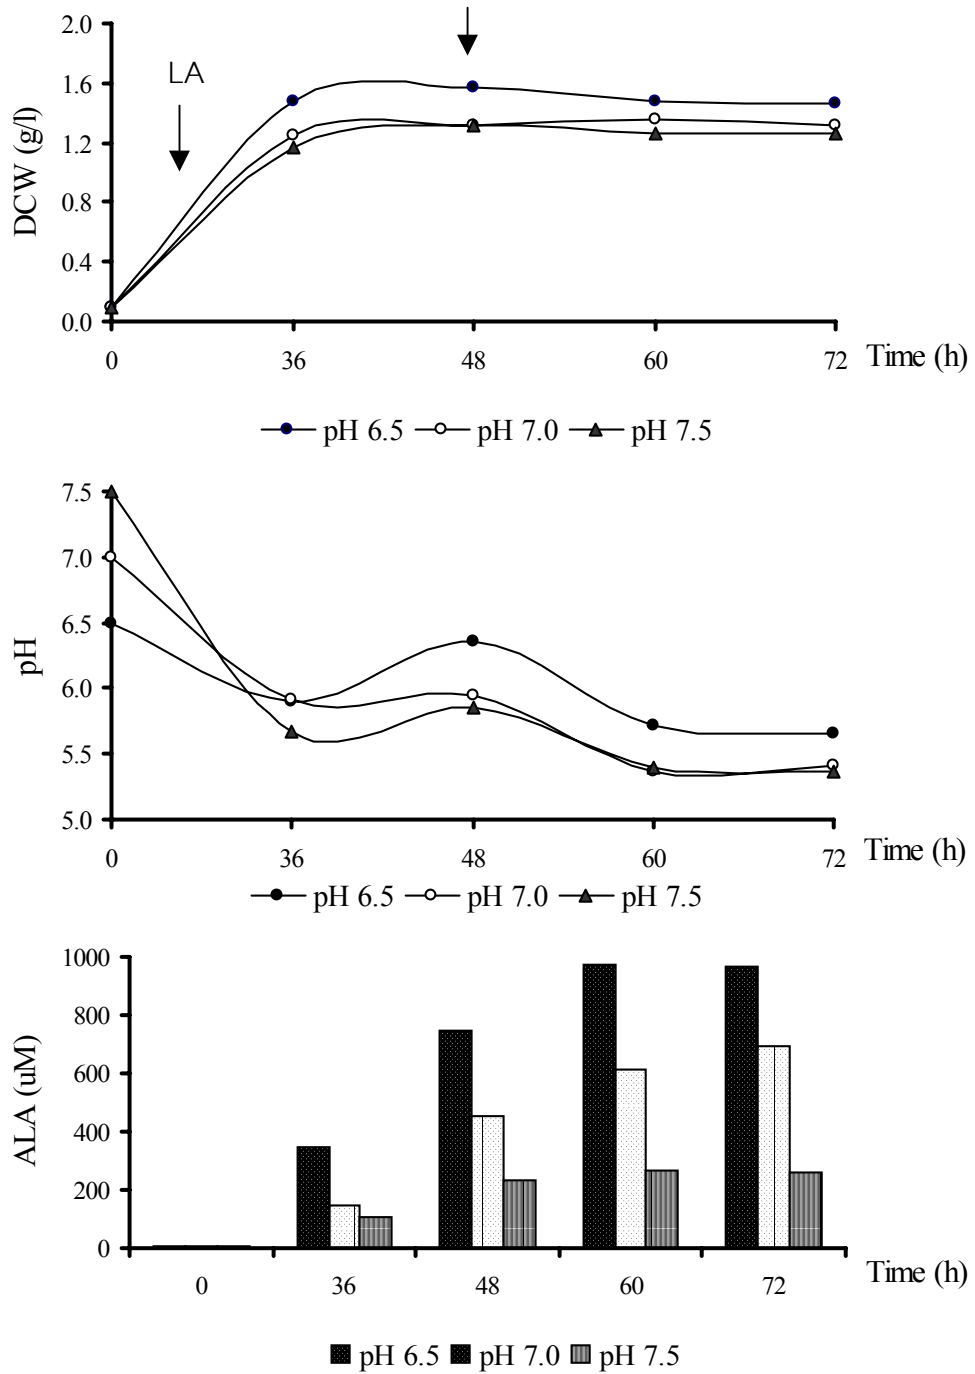 2.0
LA
1.6
1.2
DCW (g/l)
0.8
0.4
0.0
0 36 48 60 72 Time (h)
pH 6.5 pH 7.0 pH 7.5
7.5
7.0
6.5
pH
6.0
5.5
5.0
0 36 48 60 72 Time (h)
pH 6.5 pH 7.0 pH 7.5
1000
800
600
ALA (uM)
400
200
0
0 36 48 60 72 Time (h)
pH 6.5 pH 7.0 pH 7.5